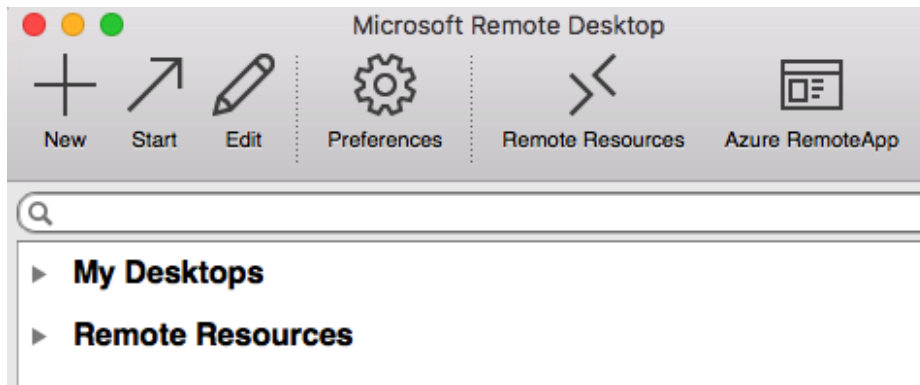 Microsoft Remote Desktop
New Start Edit Preferences Remote Resources Azure RemoteApp
My Desktops
Remote Resources